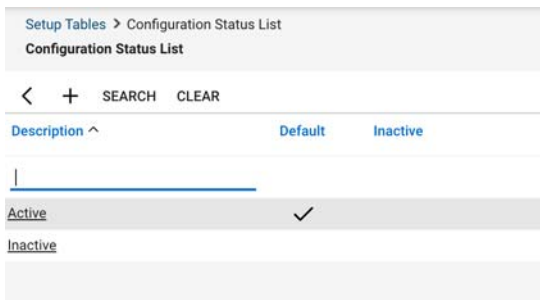 Setup Tables > Configuration Status List
Configuration Status List
SEARCH CLEAR
Description Default Inactive
Active
Inactive